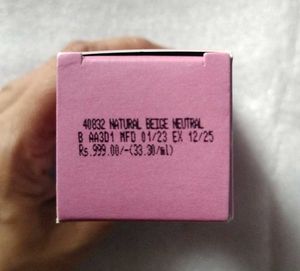 40832 NATURAL BEIGE NEUTRAL
B AA3D1 MFD 01/23 EX 12/25
Rs.999.00/-(33.30/ml)